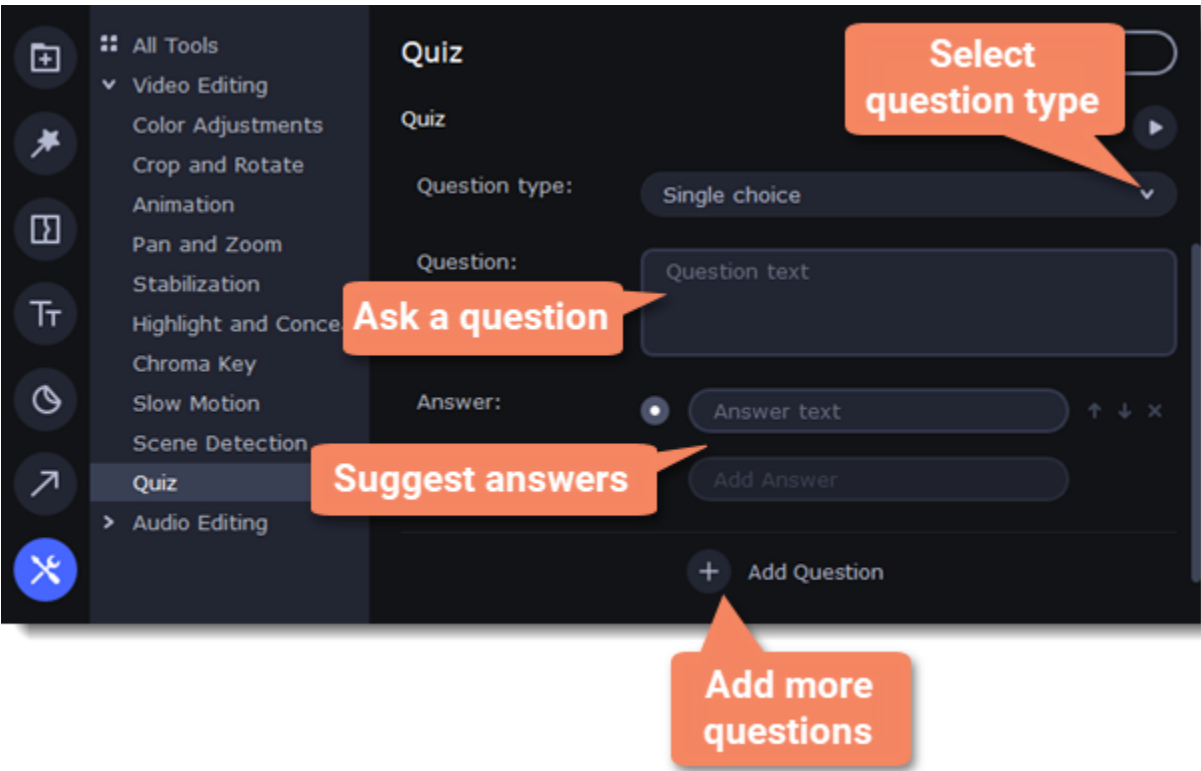 All Tools
Video Editing
Color Adjustments
Crop and Rotate
Animation
Pan and Zoom
Stabilization
Highlight and Conce
Chroma Key
Slow Motion
Scene Detection
Quiz
Audio Editing
Quiz
Select
question type
Quiz
Question type:
Single choice
Question:
Question text
Ask a question
Answer:
Answer text
Suggest answers
Add Answer
Add Question
Add more
questions